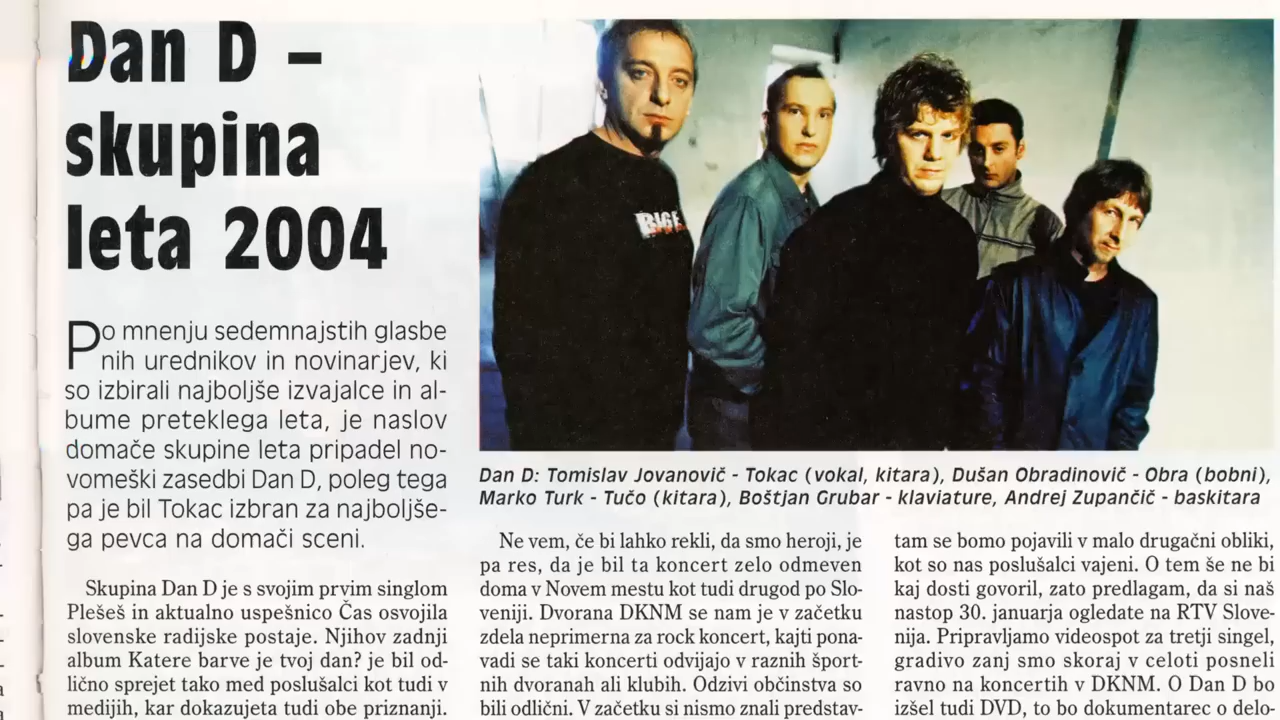 Dan D –
skupina
leta 2004
Po mnenju sedemnajstih glasbe
nih urednikov in novinarjev, ki
so izbirali najboljše izvajalce in al-
bume preteklega leta, je naslov
domače skupine leta pripadel no-
vomeški zasedbi Dan D, poleg tega
pa je bil Tokac izbran za najboljše-
ga pevca na domači sceni.
Skupina Dan D je s svojim prvim singlom
Plešeš in aktualno uspešnico Čas osvojila
slovenske radijske postaje. Njihov zadnji
album Katere barve je tvoj dan? je bil od-
lično sprejet tako med poslušalci kot tudi v
medijih, kar dokazujeta tudi obe priznanji.
BIG F
Dan D: Tomislav Jovanovič - Tokac (vokal, kitara), Dušan Obradinovič - Obra (bobni),
Marko Turk - Tučo (kitara), Boštjan Grubar - klaviature, Andrej Zupančič - baskitara
Ne vem, če bi lahko rekli, da smo heroji, je
pa res, da je bil ta koncert zelo odmeven
doma v Novem mestu kot tudi drugod po Slo-
veniji. Dvorana DKNM se nam je v začetku
zdela neprimerna za rock koncert, kajti pona-
vadi se taki koncerti odvijajo v raznih šport-
nih dvoranah ali klubih. Odzivi občinstva so
bili odlični. V začetku si nismo znali predstav-
tam se bomo pojavili v malo drugačni obliki,
kot so nas poslušalci vajeni. O tem še ne bi
kaj dosti govoril, zato predlagam, da si naš
nastop 30. januarja ogledate na RTV Slove-
nija. Pripravljamo videospot za tretji singel,
gradivo zanj smo skoraj v celoti posneli
ravno na koncertih v DKNM. O Dan D bo
izšel tudi DVD, to bo dokumentarec o delo-